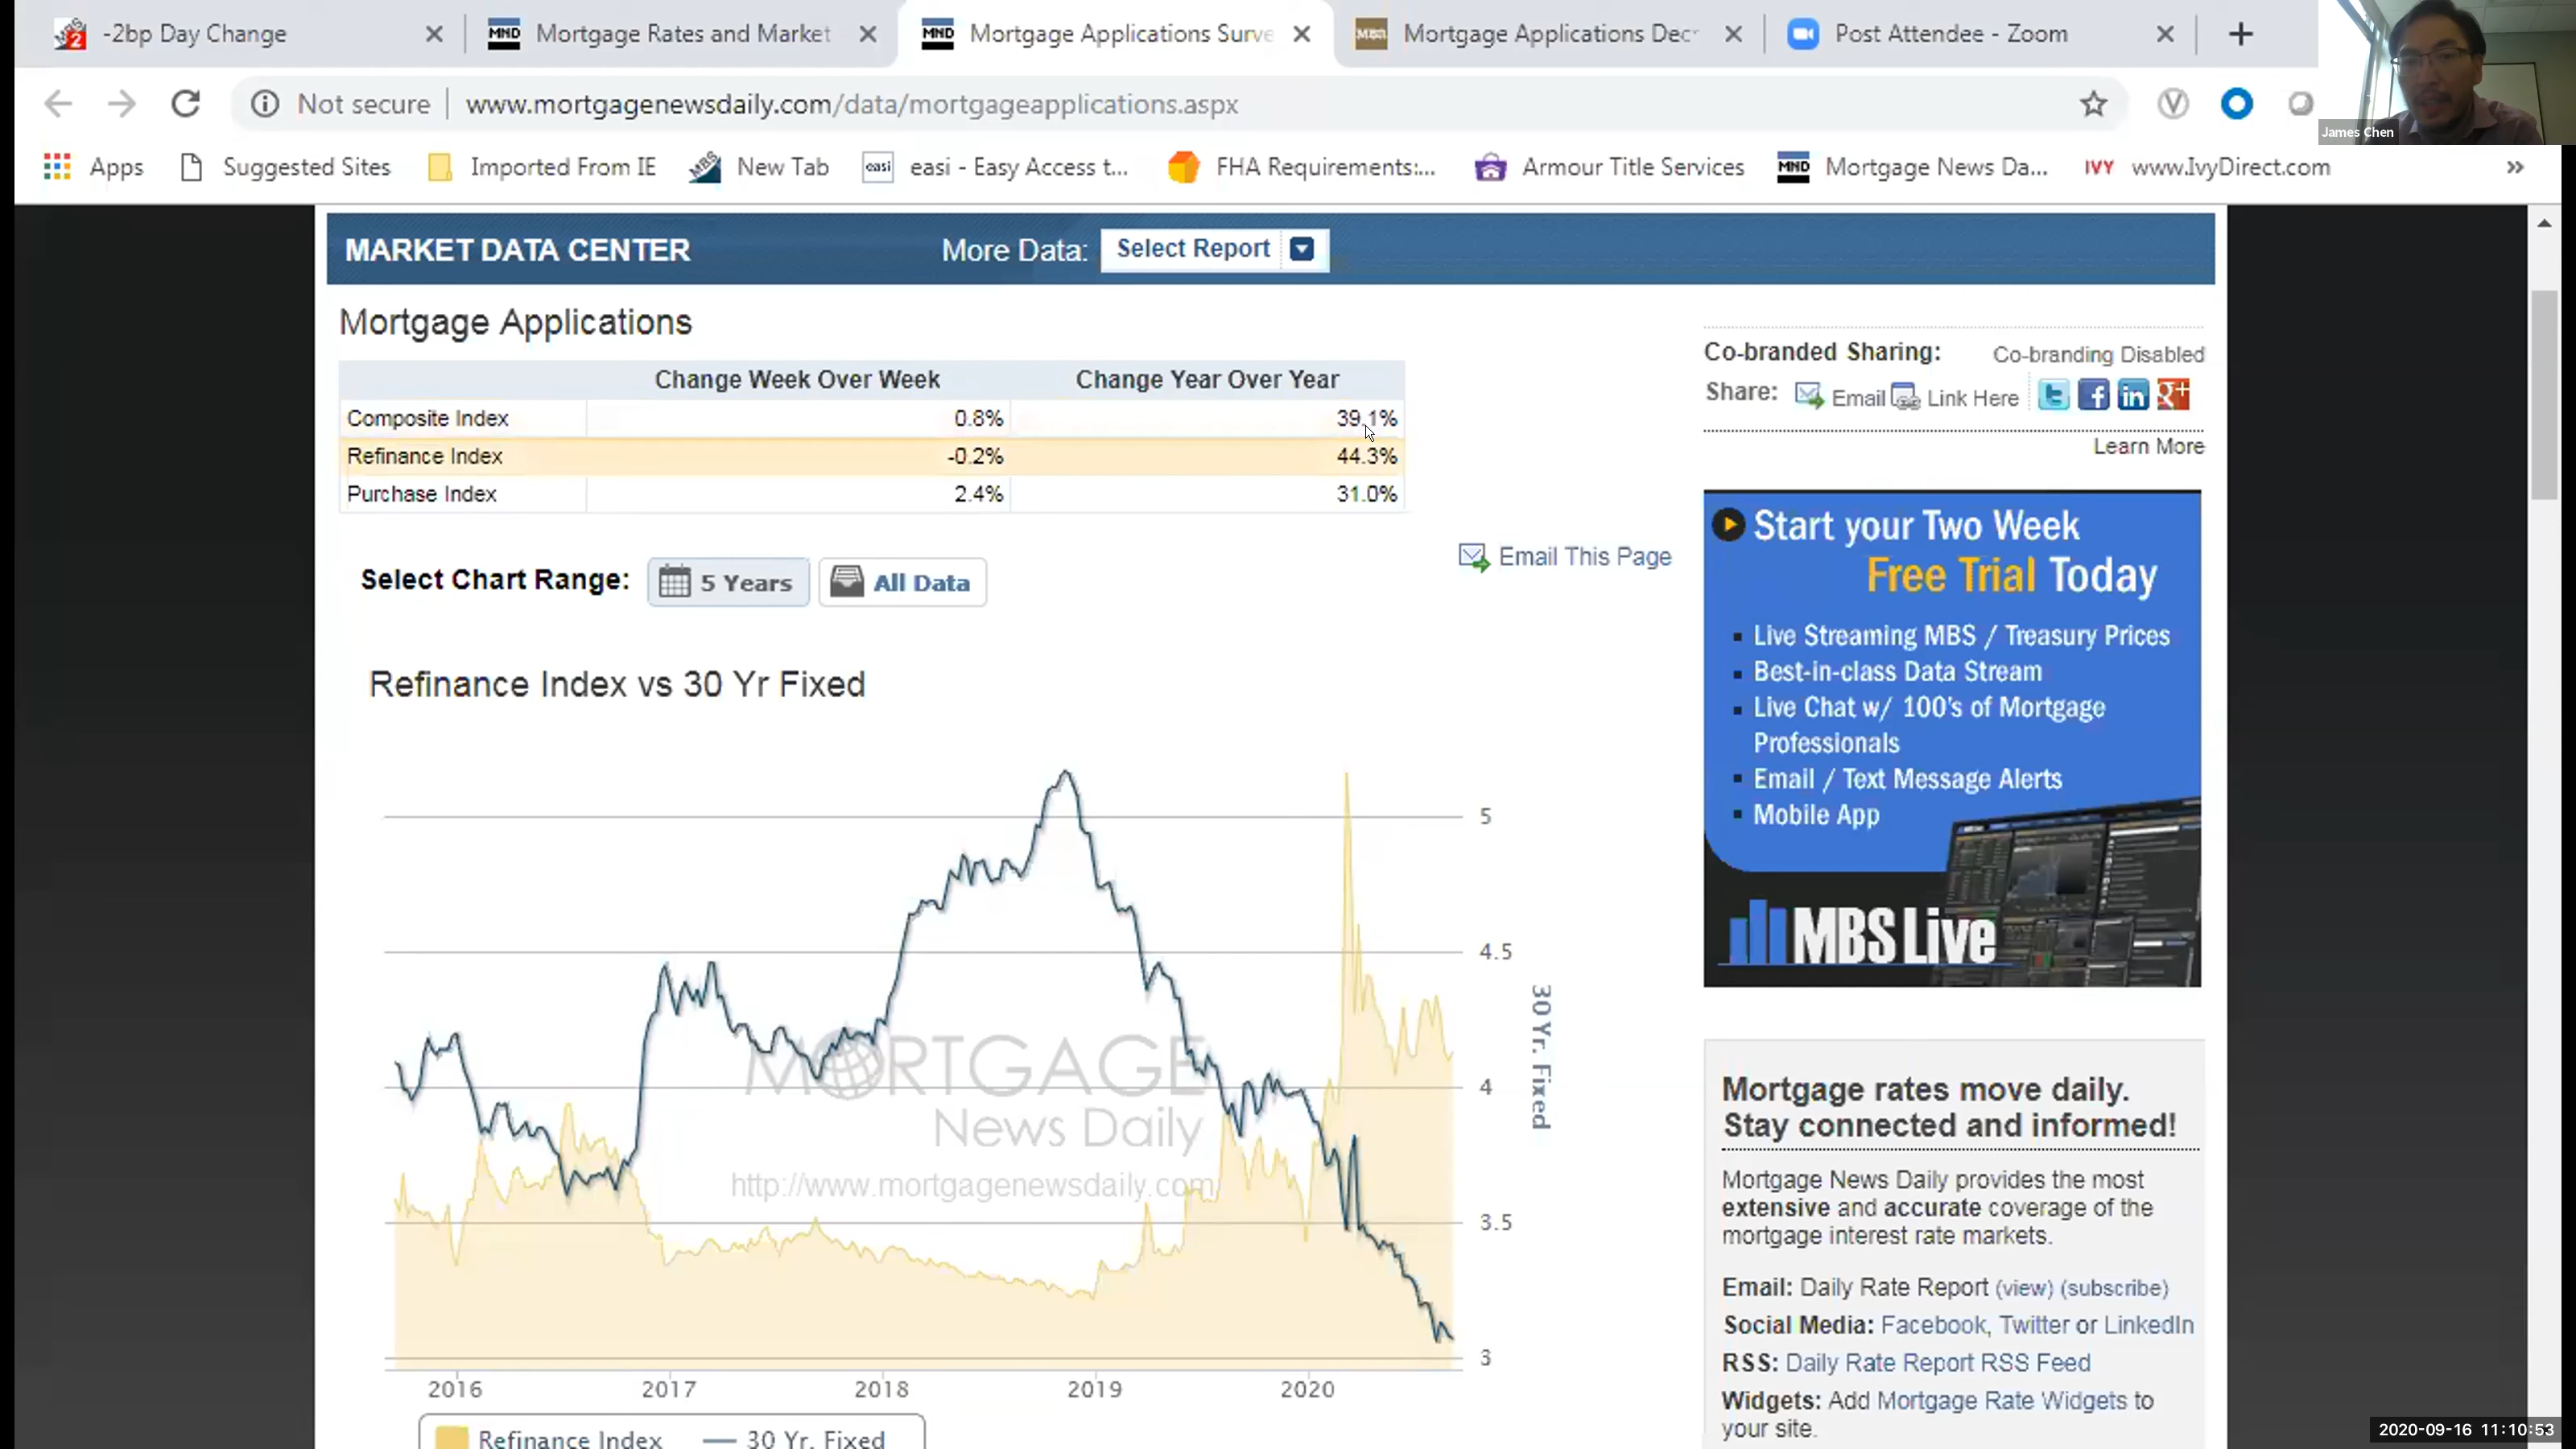 -2bp Day Change
MND Mortgage Rates and Market
MND Mortgage Applications Surve
MBA Mortgage Applications Dec
Post Attendee - Zoom
Not secure
www.mortgagenewsdaily.com/data/mortgageapplications.aspx
James Chen
Apps
Suggested Sites
Imported From IE
MBS New Tab
easi easi - Easy Access t...
FHA Requirements:...
Armour Title Services
MND Mortgage News Da...
IVY www.IvyDirect.com
»
MARKET DATA CENTER
More Data: Select Report
Mortgage Applications
Change Week Over Week Change Year Over Year
Composite Index 0.8% 39.1%
Refinance Index -0.2% 44.3%
Purchase Index 2.4% 31.0%
Select Chart Range: 5 Years All Data
Email This Page
Refinance Index vs 30 Yr Fixed
5
4.5
4
3.5
3
30 Yr. Fixed
MORTGAGE
News Daily
http://www.mortgagenewsdaily.com
2016 2017 2018 2019 2020
Refinance Index 30 Yr. Fixed
Co-branded Sharing: Co-branding Disabled
Share: Email Link Here
Learn More
Start your Two Week
Free Trial Today
Live Streaming MBS / Treasury Prices
Best-in-class Data Stream
Live Chat w/ 100's of Mortgage
Professionals
Email / Text Message Alerts
Mobile App
MBS Live
Mortgage rates move daily.
Stay connected and informed!
Mortgage News Daily provides the most
extensive and accurate coverage of the
mortgage interest rate markets.
Email: Daily Rate Report (view) (subscribe)
Social Media: Facebook, Twitter or LinkedIn
RSS: Daily Rate Report RSS Feed
Widgets: Add Mortgage Rate Widgets to
your site.
2020-09-16 11:10:53